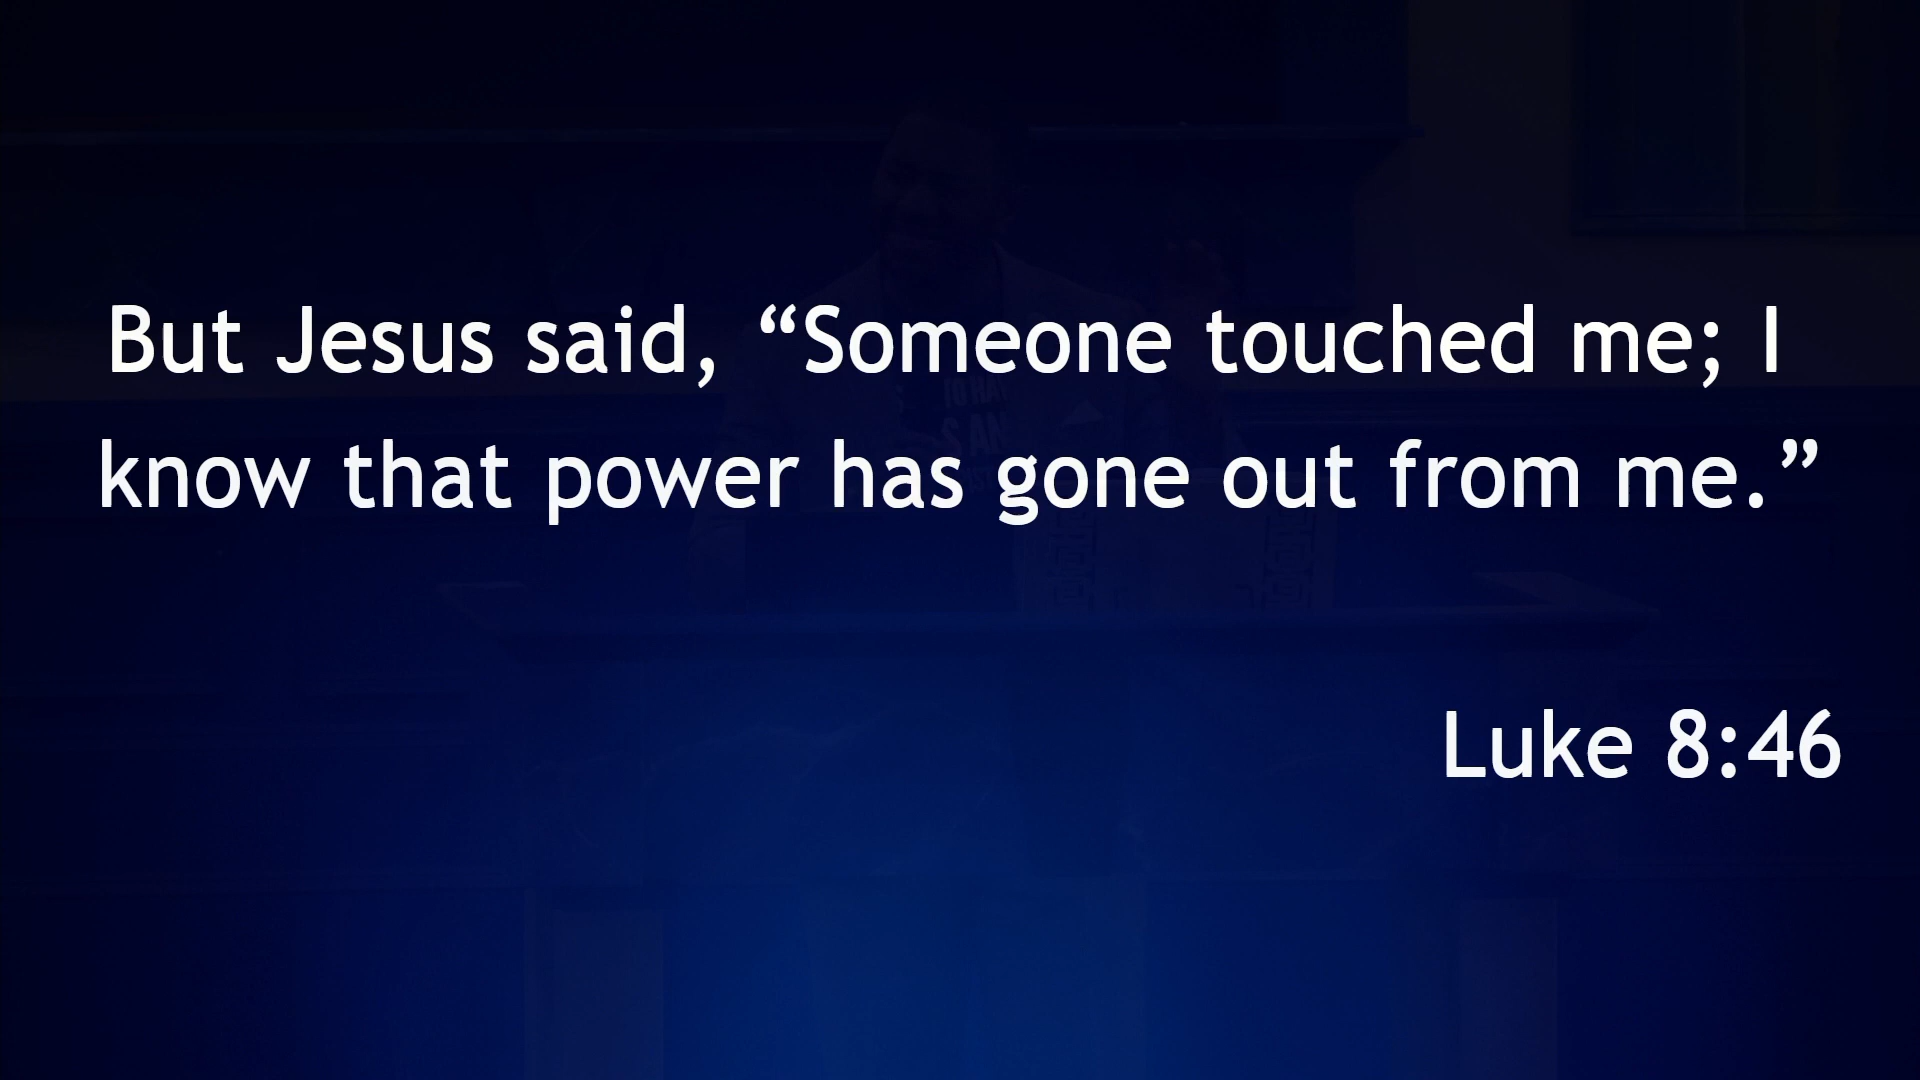 But Jesus said, “Someone touched me; I
know that power has gone out from me.”
Luke 8:46